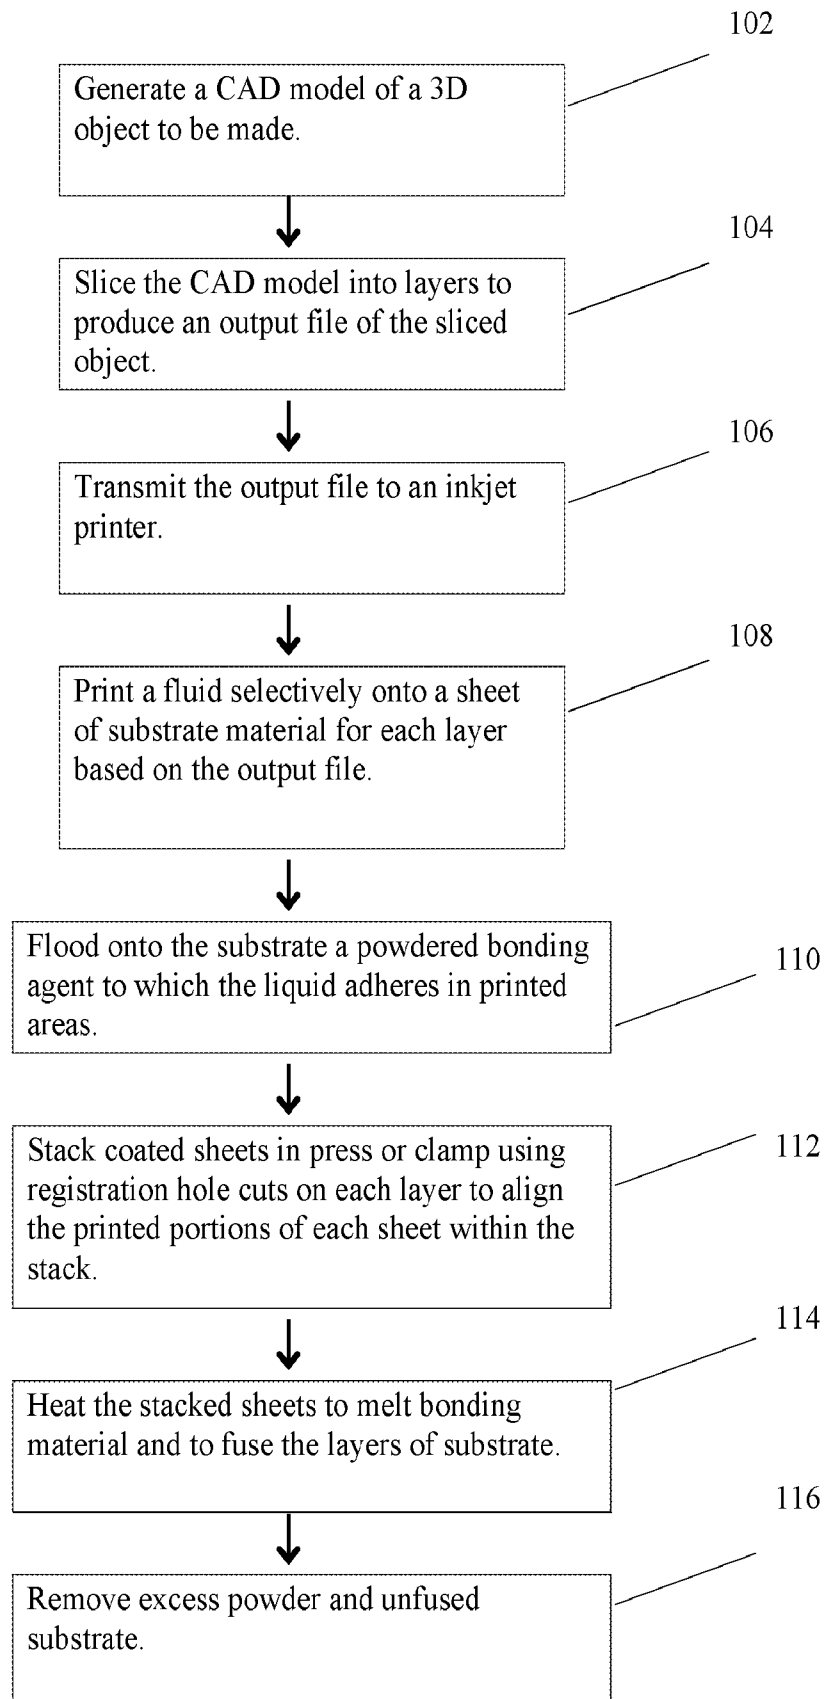 102
Generate a CAD model of a 3D
object to be made.
104
Slice the CAD model into layers to
produce an output file of the sliced
object.
106
Transmit the output file to an inkjet
printer.
108
Print a fluid selectively onto a sheet
of substrate material for each layer
based on the output file.
110
Flood onto the substrate a powdered bonding
agent to which the liquid adheres in printed
areas.
112
Stack coated sheets in press or clamp using
registration hole cuts on each layer to align
the printed portions of each sheet within the
stack.
114
Heat the stacked sheets to melt bonding
material and to fuse the layers of substrate.
116
Remove excess powder and unfused
substrate.